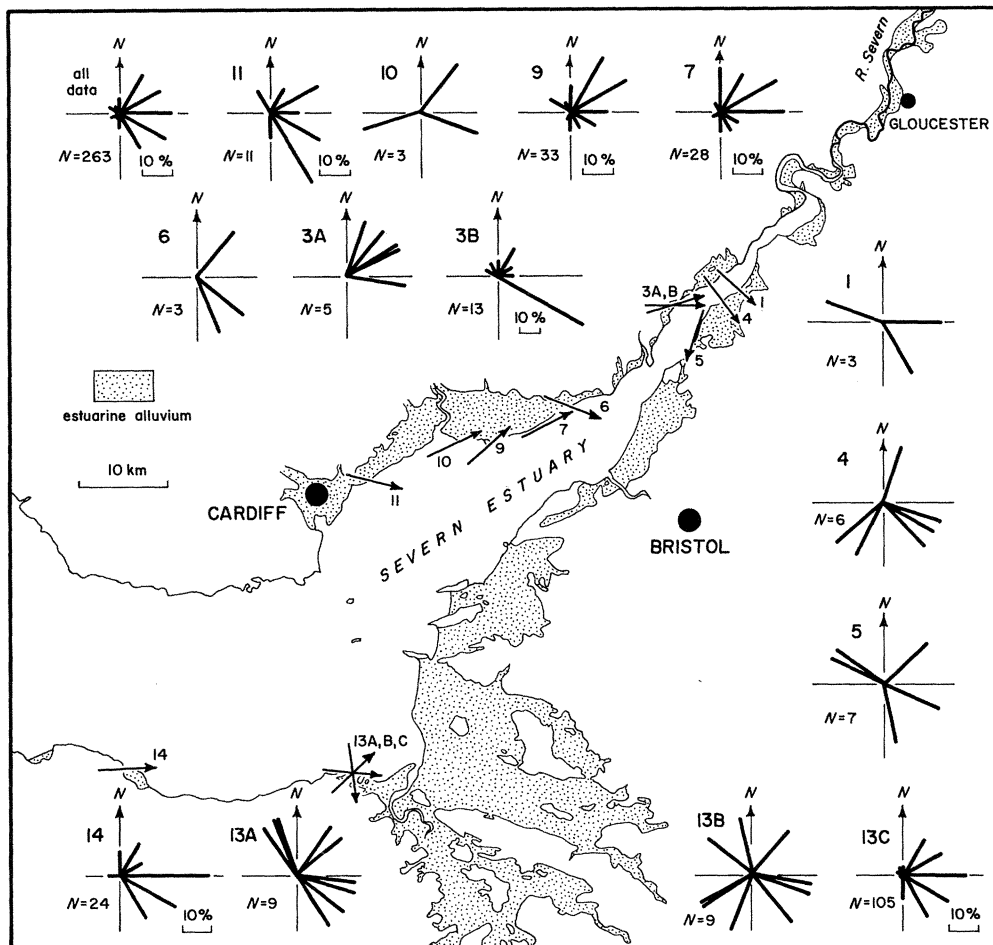 N
all
data
N=263
10 %
N
11
N=11
10%
N
10
N=3
N
9
N=33
10%
N
7
N=28
10%
R. Severn
GLOUCESTER
N
6
N=3
N
3A
N=5
N
3B
N=13
10%
3A,B
1
4
5
N
1
N=3
estuarine alluvium
10 km
6
7
9
10
11
CARDIFF
SEVERN ESTUARY
BRISTOL
N
4
N=6
N
5
N=7
14
13A,B,C
N
14
N=24
10%
N
13A
N=9
N
13B
N=9
N
13C
N=105
10%